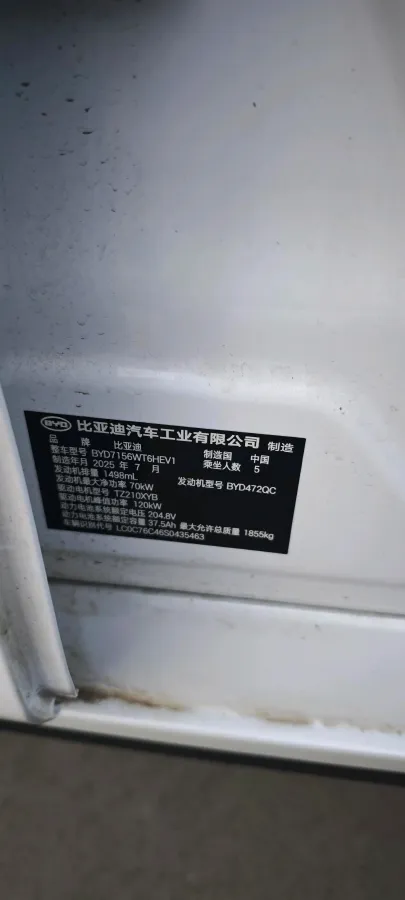 BYD 比亚迪汽车工业有限公司 制造
品 牌 比亚迪 制造国 中国
整车型号 BYD7156WT6HEV1 乘坐人数 5
制造年月 2025 年 7 月
发动机排量 1498mL 发动机型号 BYD472QC
发动机最大净功率 70kW
驱动电机型号 TZ210XYB
驱动电机峰值功率 120kW
动力电池系统额定电压 204.8V
动力电池系统额定容量 37.5Ah 最大允许总质量 1855kg
车辆识别代号 LC0C76C46S0435463